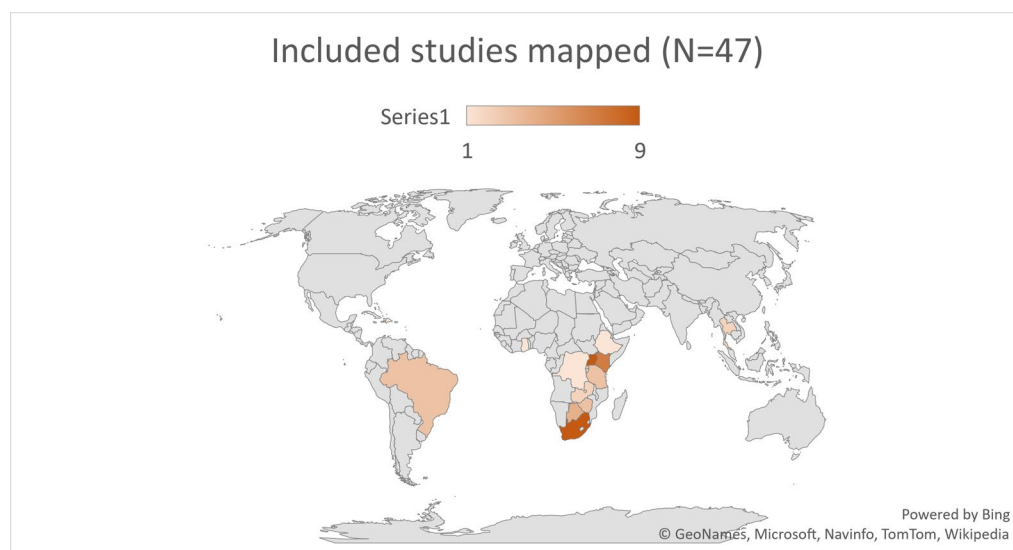 Included studies mapped (N=47)
Series1
1 9
Powered by Bing
© GeoNames, Microsoft, Navinfo, TomTom, Wikipedia